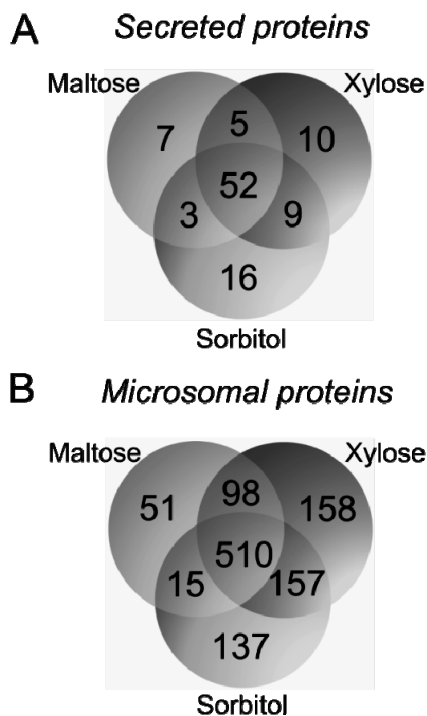 A Secreted proteins
Maltose Xylose
7 5 10
52
3 9
16
Sorbitol
B Microsomal proteins
Maltose Xylose
51 98 158
510
15 157
137
Sorbitol